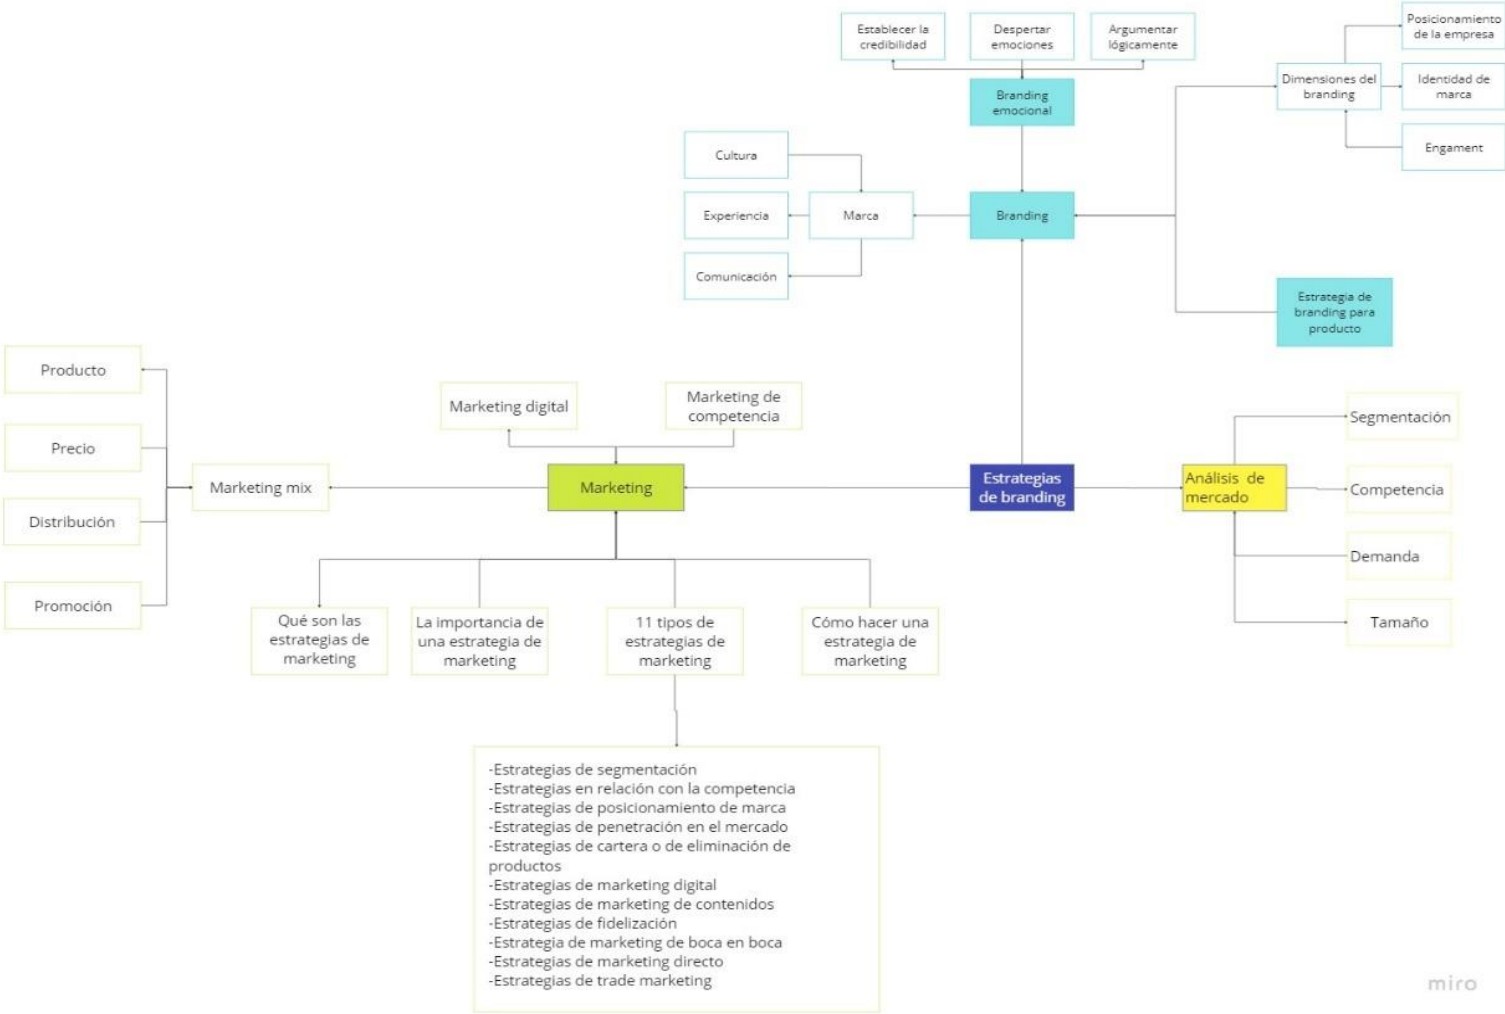 Establecer la
credibilidad
Despertar
emociones
Argumentar
lógicamente
Posicionamiento
de la empresa
Dimensiones del
branding
Identidad de
marca
Engament
Branding
emocional
Cultura
Experiencia
Marca
Branding
Comunicación
Estrategia de
branding para
producto
Producto
Precio
Distribución
Promoción
Marketing mix
Marketing digital
Marketing de
competencia
Marketing
Estrategias
de branding
Análisis de
mercado
Segmentación
Competencia
Demanda
Tamaño
Qué son las
estrategias de
marketing
La importancia de
una estrategia de
marketing
11 tipos de
estrategias de
marketing
Cómo hacer una
estrategia de
marketing
-Estrategias de segmentación
-Estrategias en relación con la competencia
-Estrategias de posicionamiento de marca
-Estrategias de penetración en el mercado
-Estrategias de cartera o de eliminación de
productos
-Estrategias de marketing digital
-Estrategias de marketing de contenidos
-Estrategias de fidelización
-Estrategia de marketing de boca en boca
-Estrategias de marketing directo
-Estrategias de trade marketing
miro